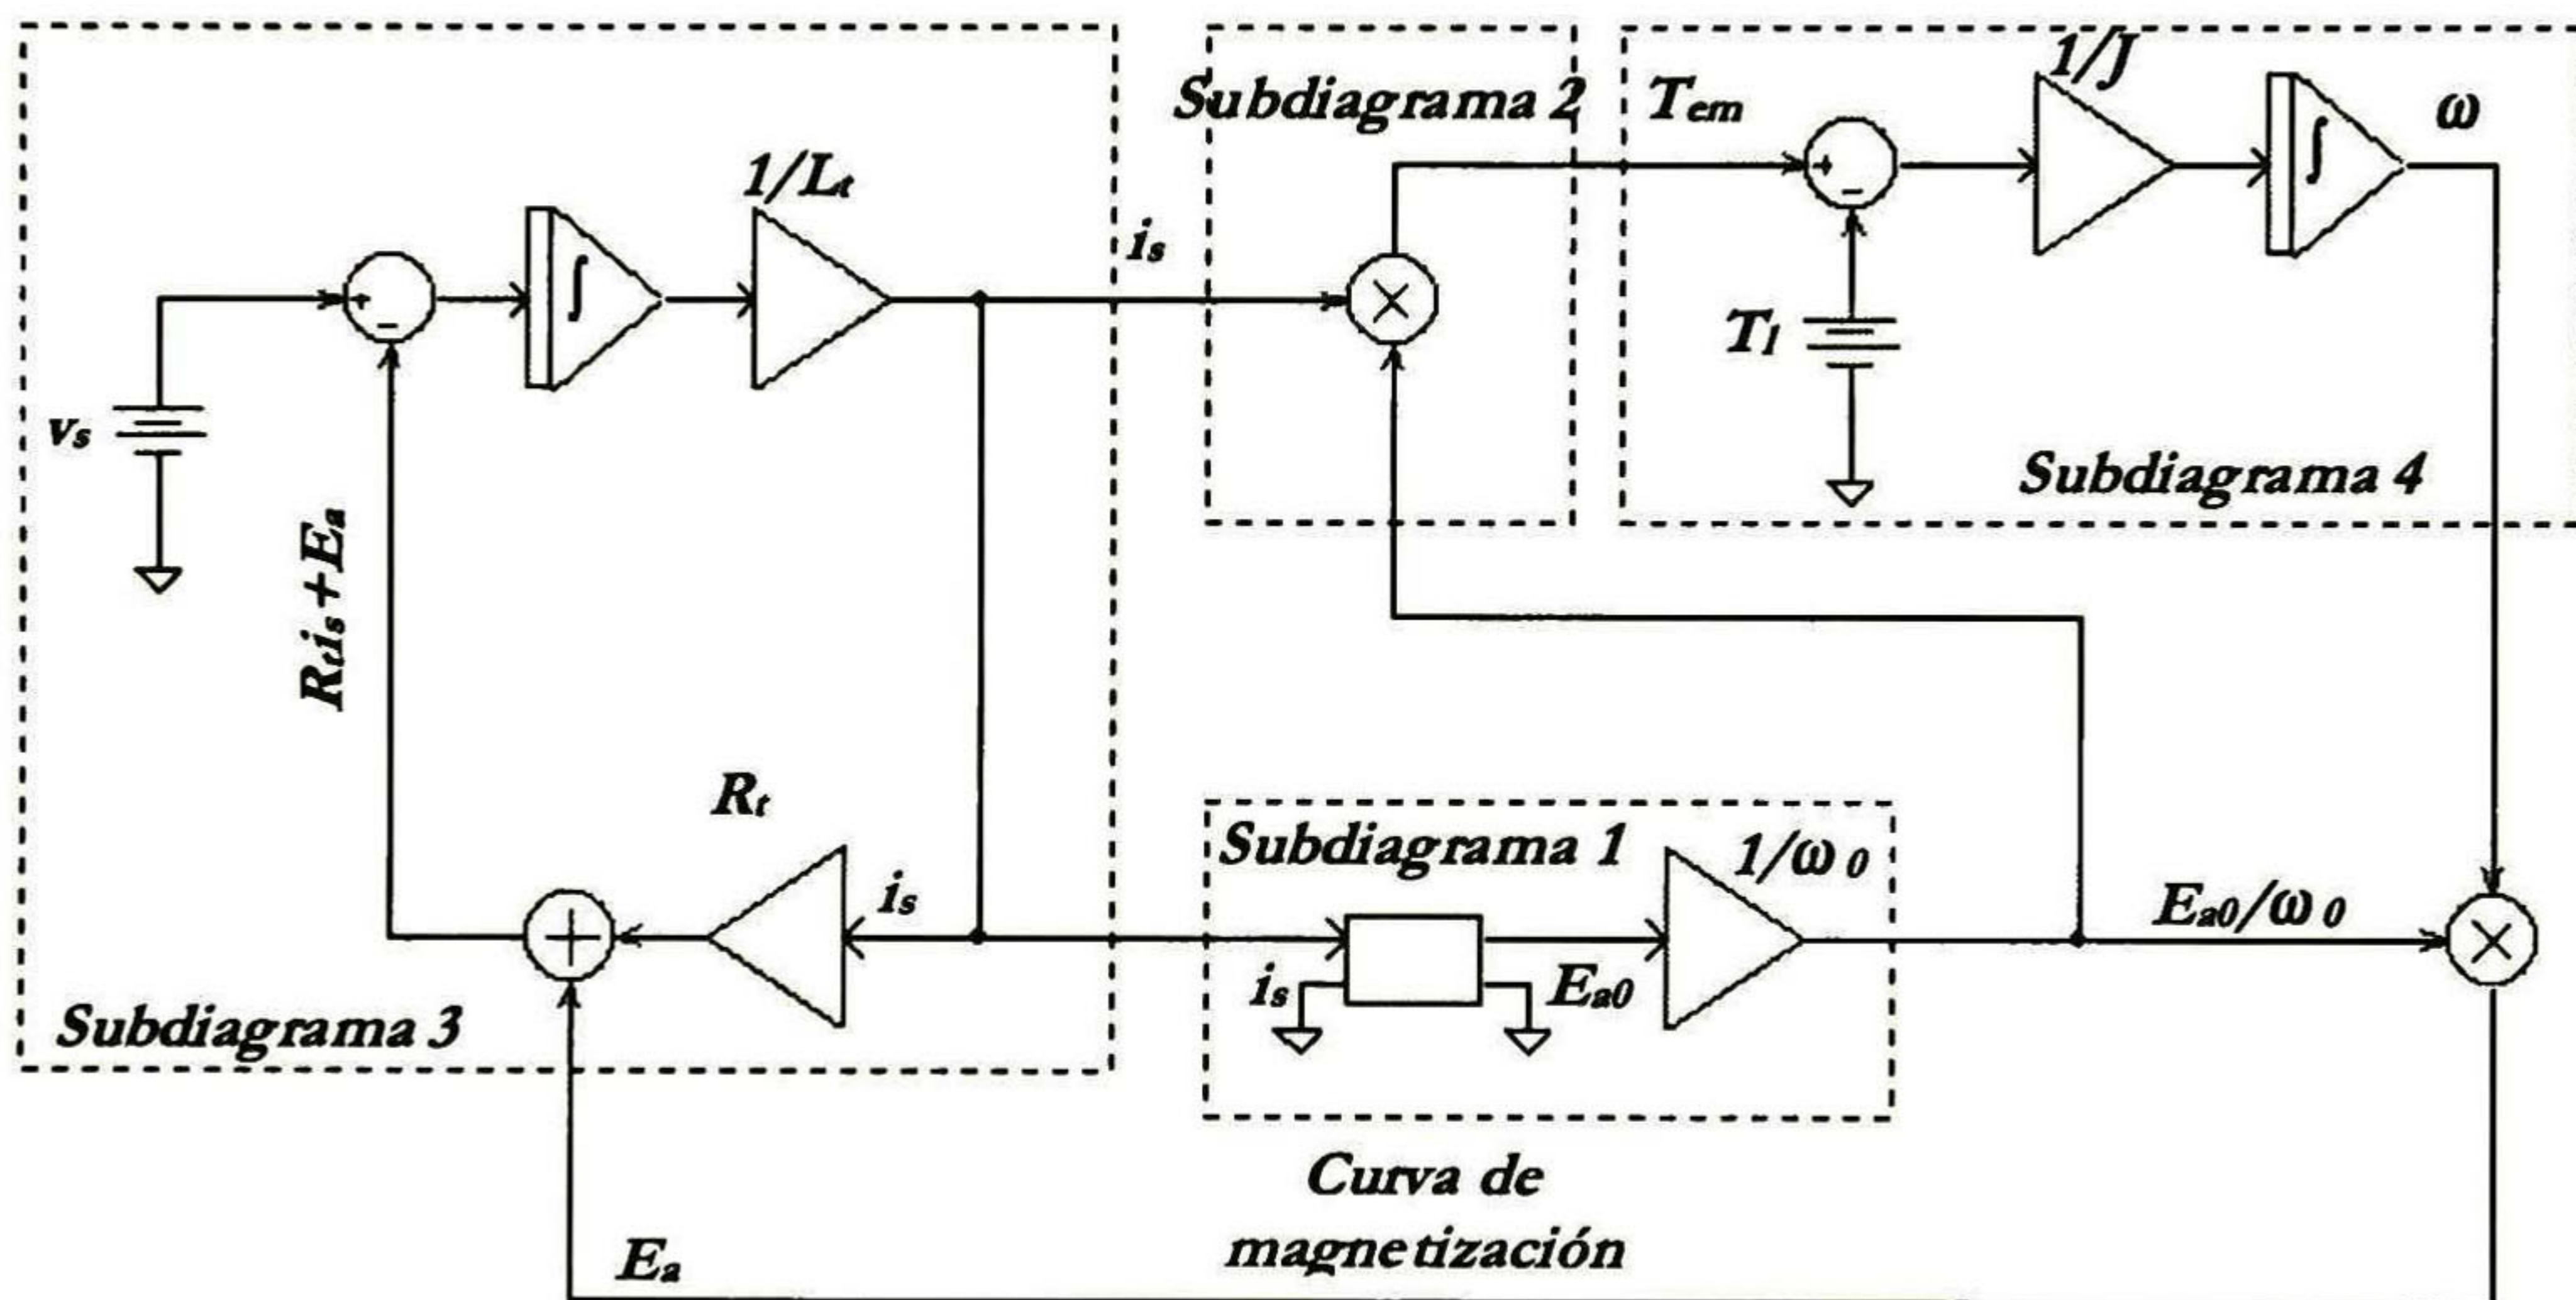 Subdiagrama 2
Tem
1/J
ω
+
−
∫
1/Lt
is
+
−
∫
×
Tl
vs
Subdiagrama 4
Rtis+Ea
Rt
Subdiagrama 1
1/ω0
is
Ea0/ω0
+
×
is
Ea0
Subdiagrama 3
Curva de
magnetización
Ea